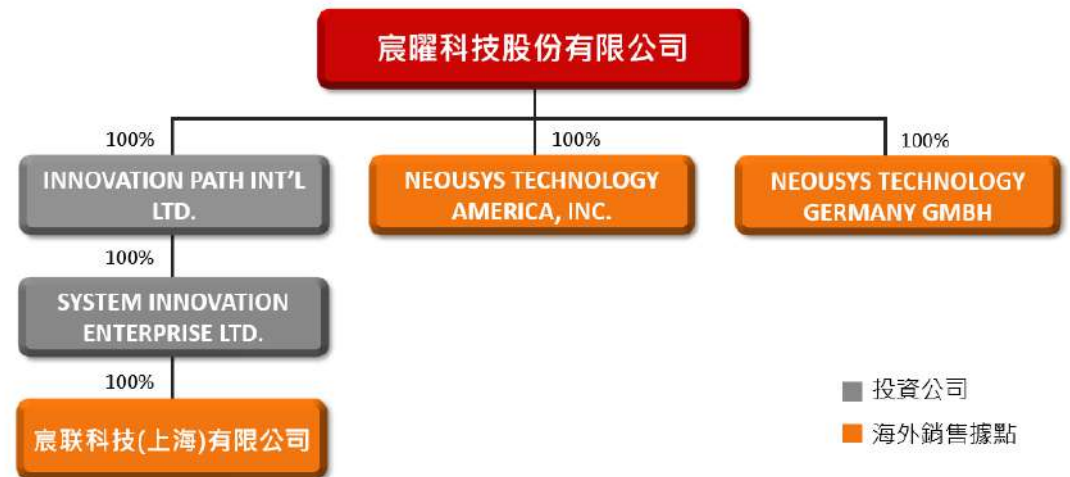 宸曜科技股份有限公司
100%
100%
100%
INNOVATION PATH INT’L
LTD.
NEOUSYS TECHNOLOGY
AMERICA, INC.
NEOUSYS TECHNOLOGY
GERMANY GMBH
100%
SYSTEM INNOVATION
ENTERPRISE LTD.
100%
宸联科技(上海)有限公司
投資公司
海外銷售據點